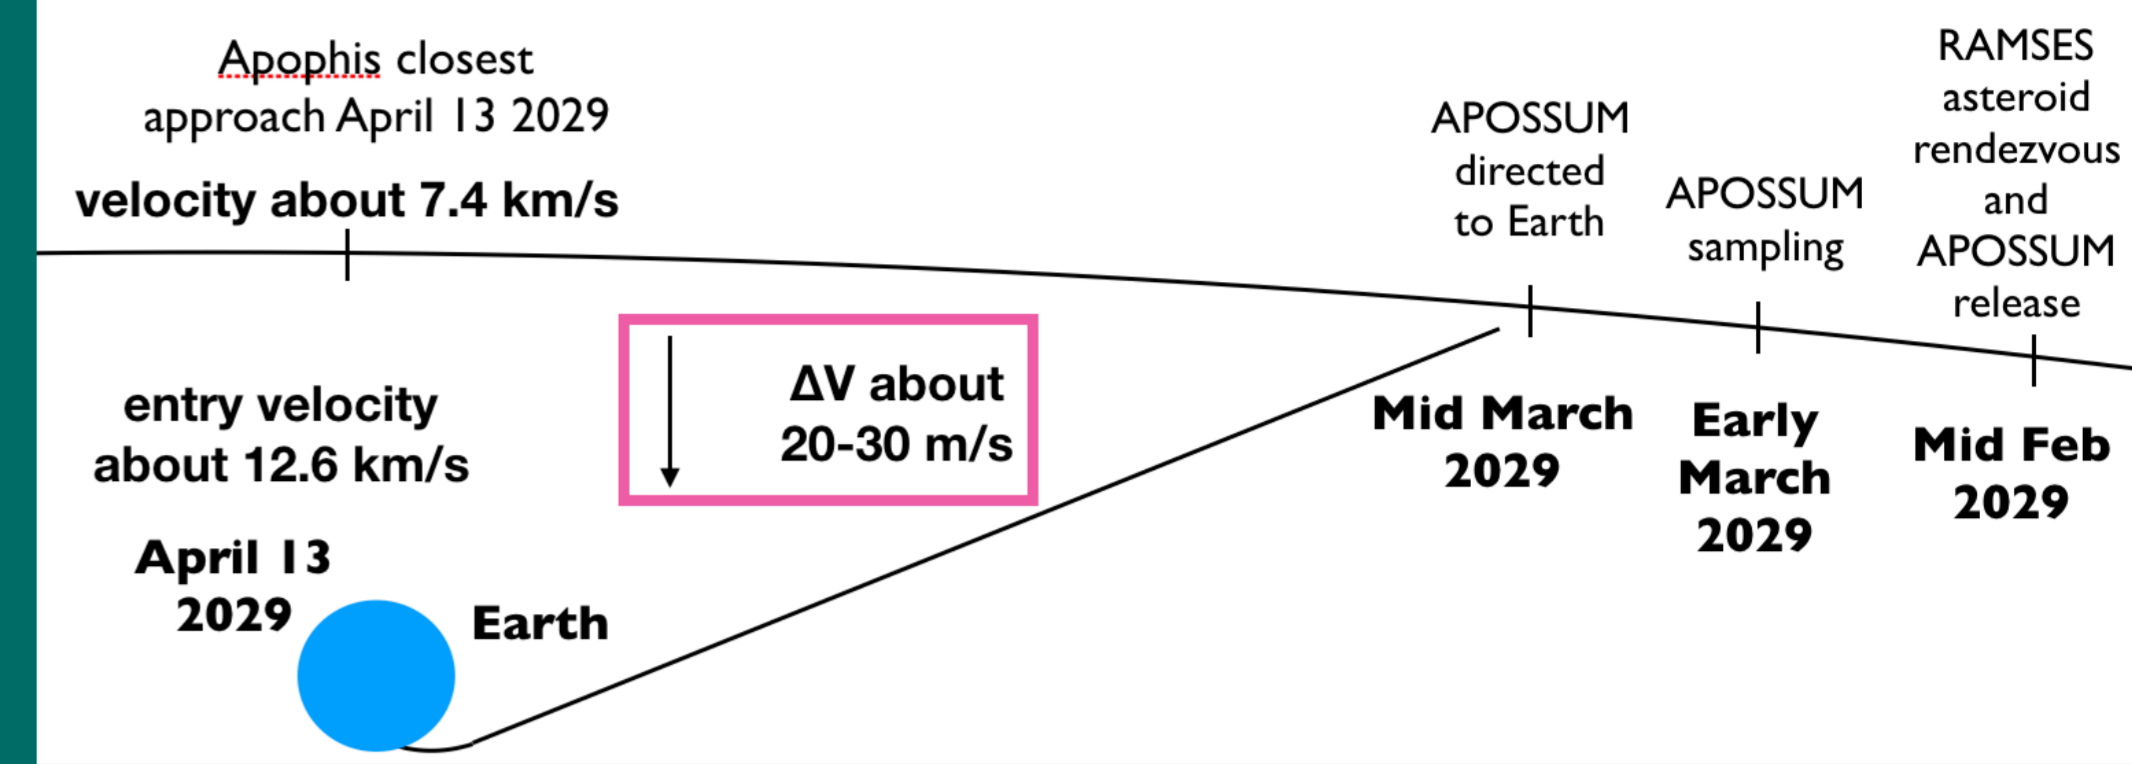 Apophis closest
approach April 13 2029
velocity about 7.4 km/s
APOSSUM
directed
to Earth
APOSSUM
sampling
RAMSES
asteroid
rendezvous
and
APOSSUM
release
entry velocity
about 12.6 km/s
ΔV about
20-30 m/s
Mid March
2029
Early
March
2029
Mid Feb
2029
April 13
2029
Earth